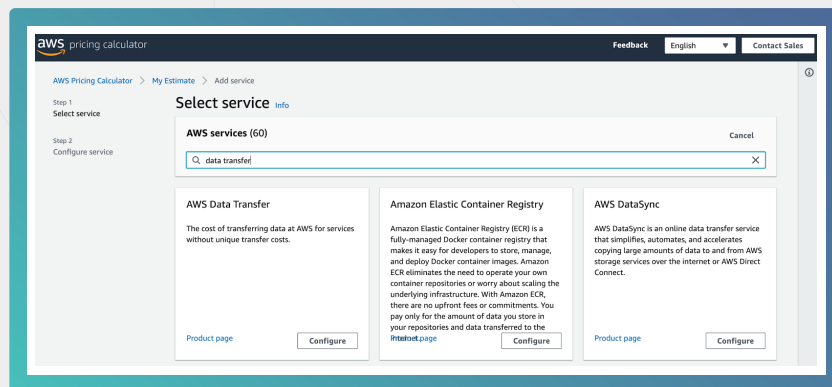 aws pricing calculator
Feedback
English
Contact Sales
AWS Pricing Calculator > My Estimate > Add service
Step 1
Select service
Step 2
Configure service
Select service Info
AWS services (60)
Cancel
data transfer
AWS Data Transfer
The cost of transferring data at AWS for services
without unique transfer costs.
Product page
Configure
Amazon Elastic Container Registry
Amazon Elastic Container Registry (ECR) is a
fully-managed Docker container registry that
makes it easy for developers to store, manage,
and deploy Docker container images. Amazon
ECR eliminates the need to operate your own
container repositories or worry about scaling the
underlying infrastructure. With Amazon ECR,
there are no upfront fees or commitments. You
pay only for the amount of data you store in
your repositories and data transferred to the
Internet.
Product page
Configure
AWS DataSync
AWS DataSync is an online data transfer service
that simplifies, automates, and accelerates
copying large amounts of data to and from AWS
storage services over the internet or AWS Direct
Connect.
Product page
Configure